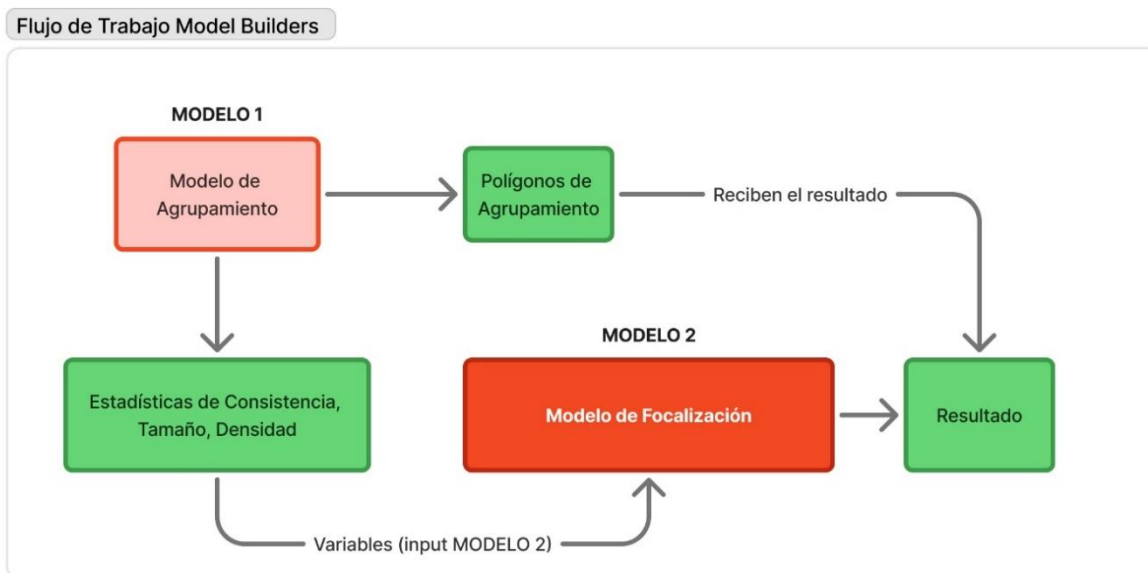 Flujo de Trabajo Model Builders
MODELO 1
Modelo de
Agrupamiento
Polígonos de
Agrupamiento
Reciben el resultado
MODELO 2
Estadísticas de Consistencia,
Tamaño, Densidad
Modelo de Focalización
Resultado
Variables (input MODELO 2)